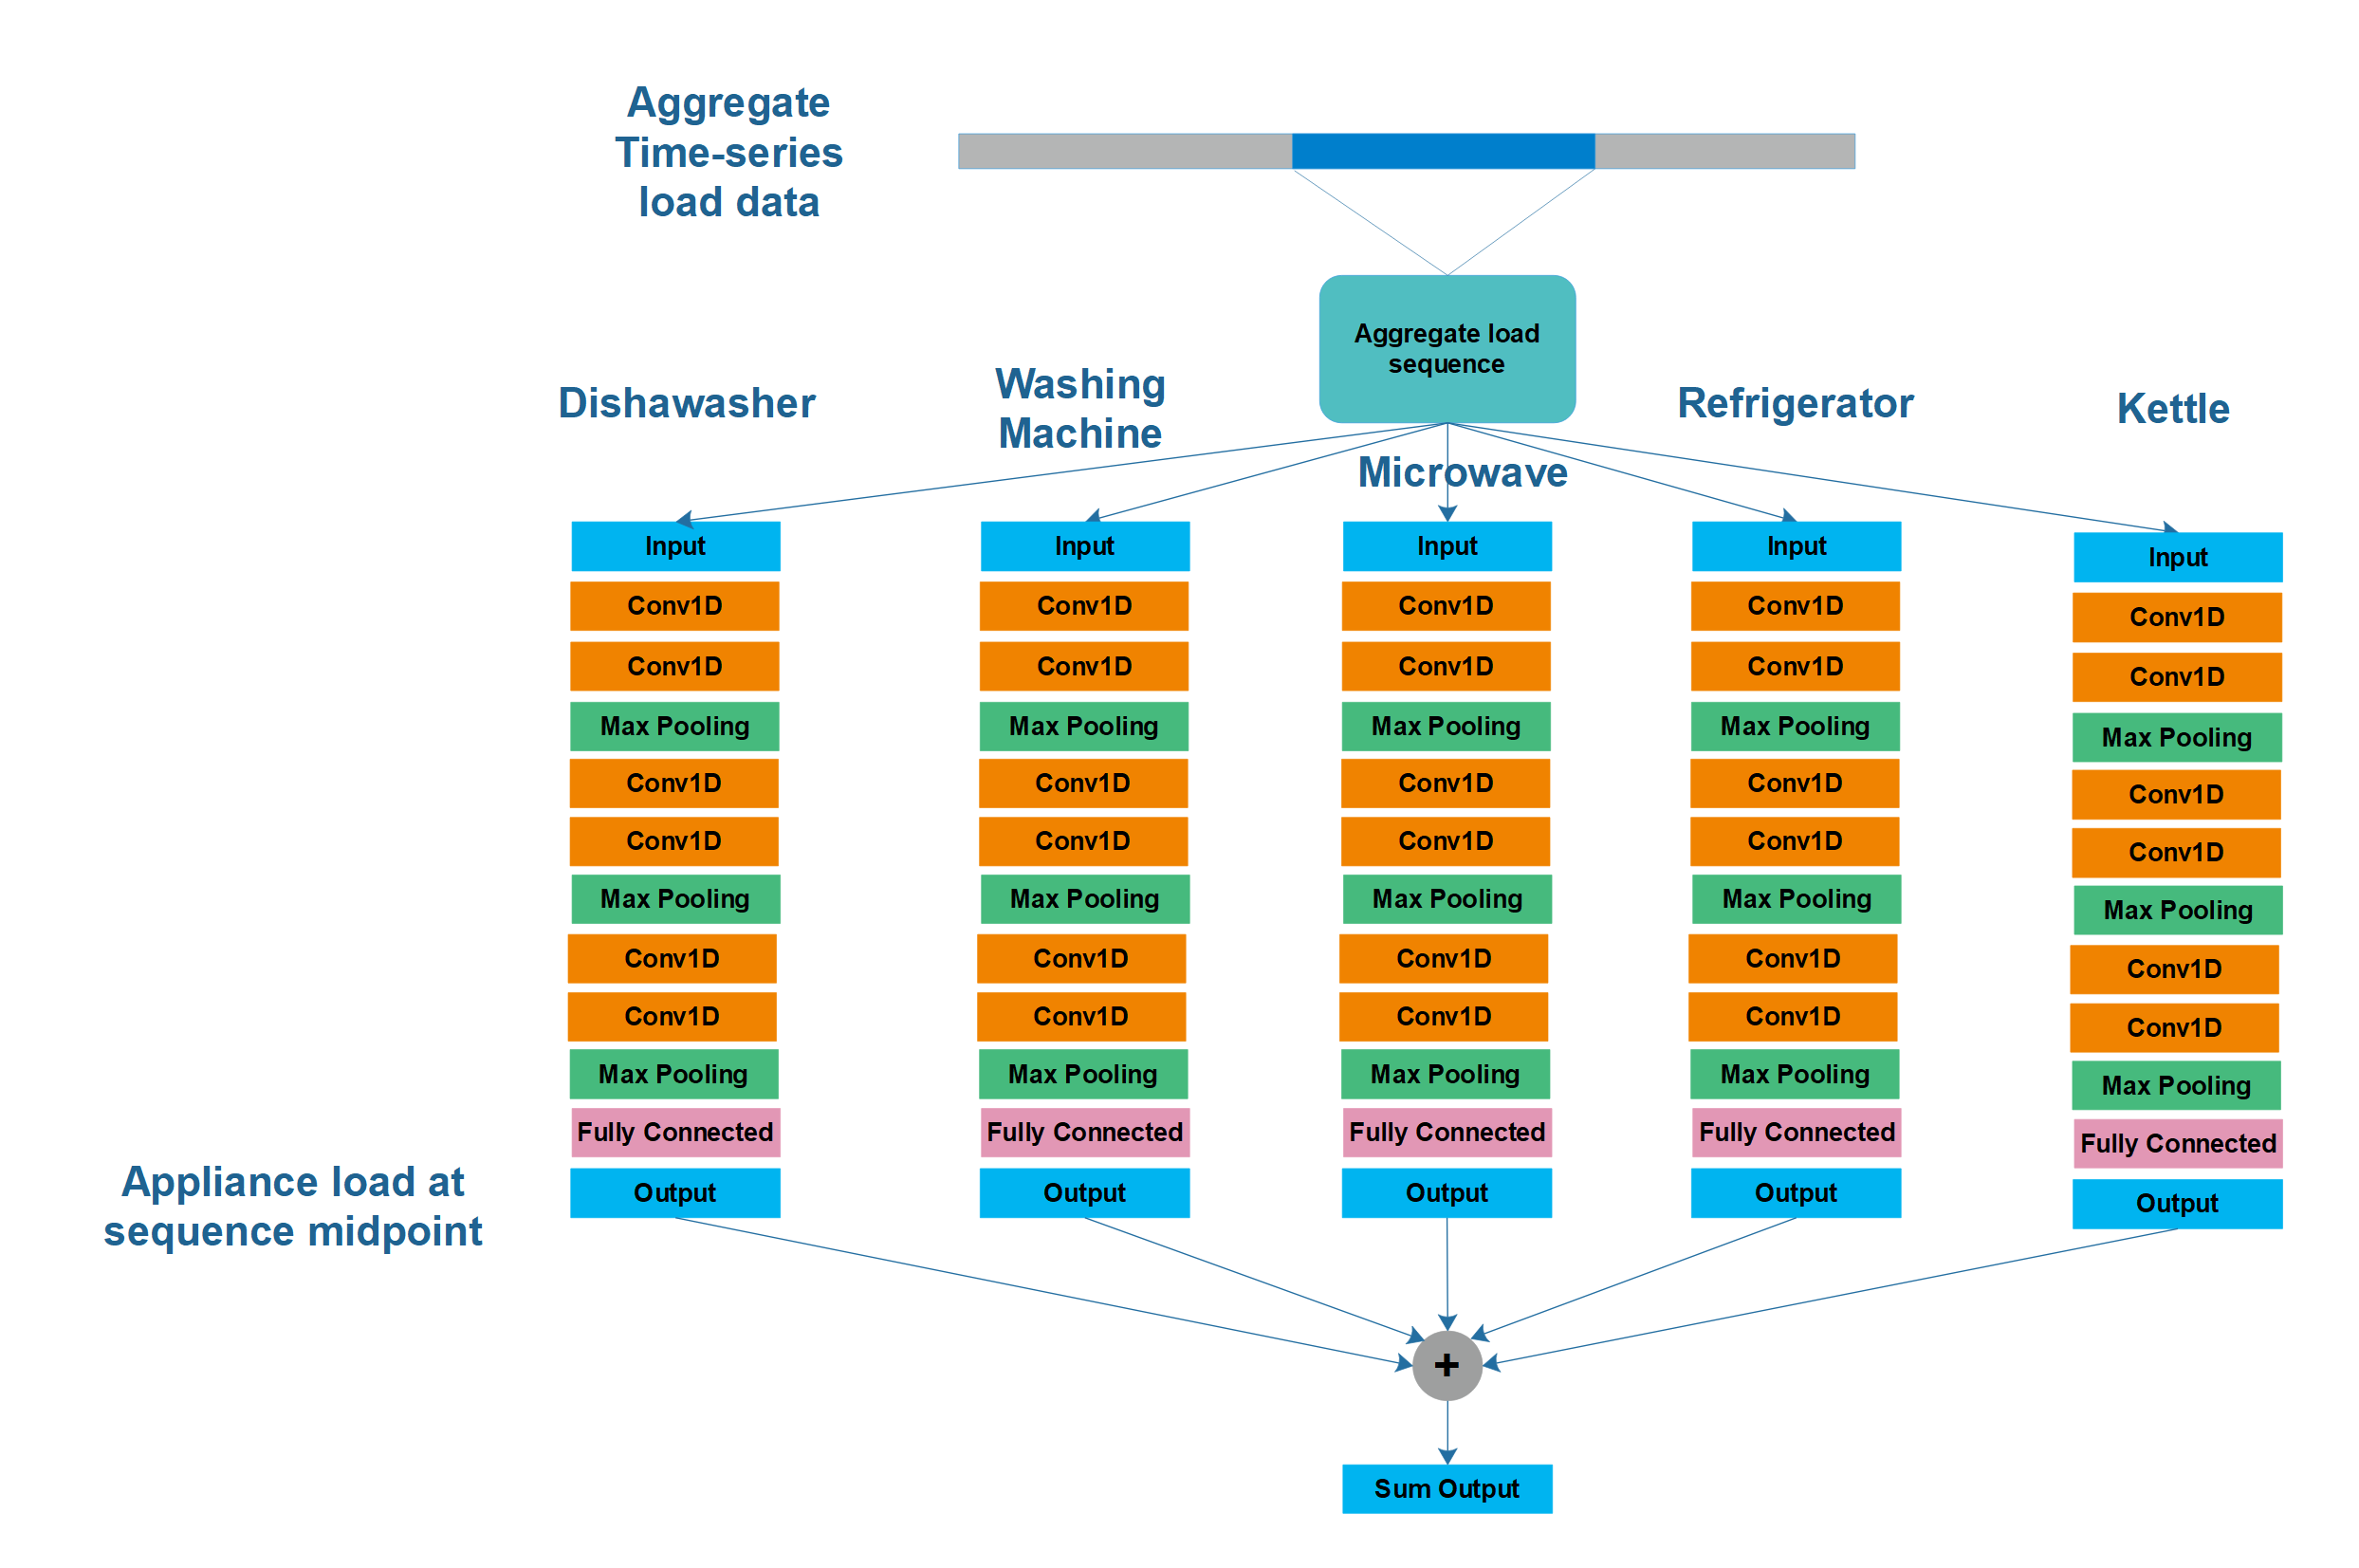 Aggregate
Time-series
load data
Aggregate load
sequence
Dishawasher
Washing
Machine
Microwave
Refrigerator
Kettle
Input
Conv1D
Conv1D
Max Pooling
Conv1D
Conv1D
Max Pooling
Conv1D
Conv1D
Max Pooling
Fully Connected
Output
Input
Conv1D
Conv1D
Max Pooling
Conv1D
Conv1D
Max Pooling
Conv1D
Conv1D
Max Pooling
Fully Connected
Output
Input
Conv1D
Conv1D
Max Pooling
Conv1D
Conv1D
Max Pooling
Conv1D
Conv1D
Max Pooling
Fully Connected
Output
Input
Conv1D
Conv1D
Max Pooling
Conv1D
Conv1D
Max Pooling
Conv1D
Conv1D
Max Pooling
Fully Connected
Output
Input
Conv1D
Conv1D
Max Pooling
Conv1D
Conv1D
Max Pooling
Conv1D
Conv1D
Max Pooling
Fully Connected
Output
Appliance load at
sequence midpoint
+
Sum Output